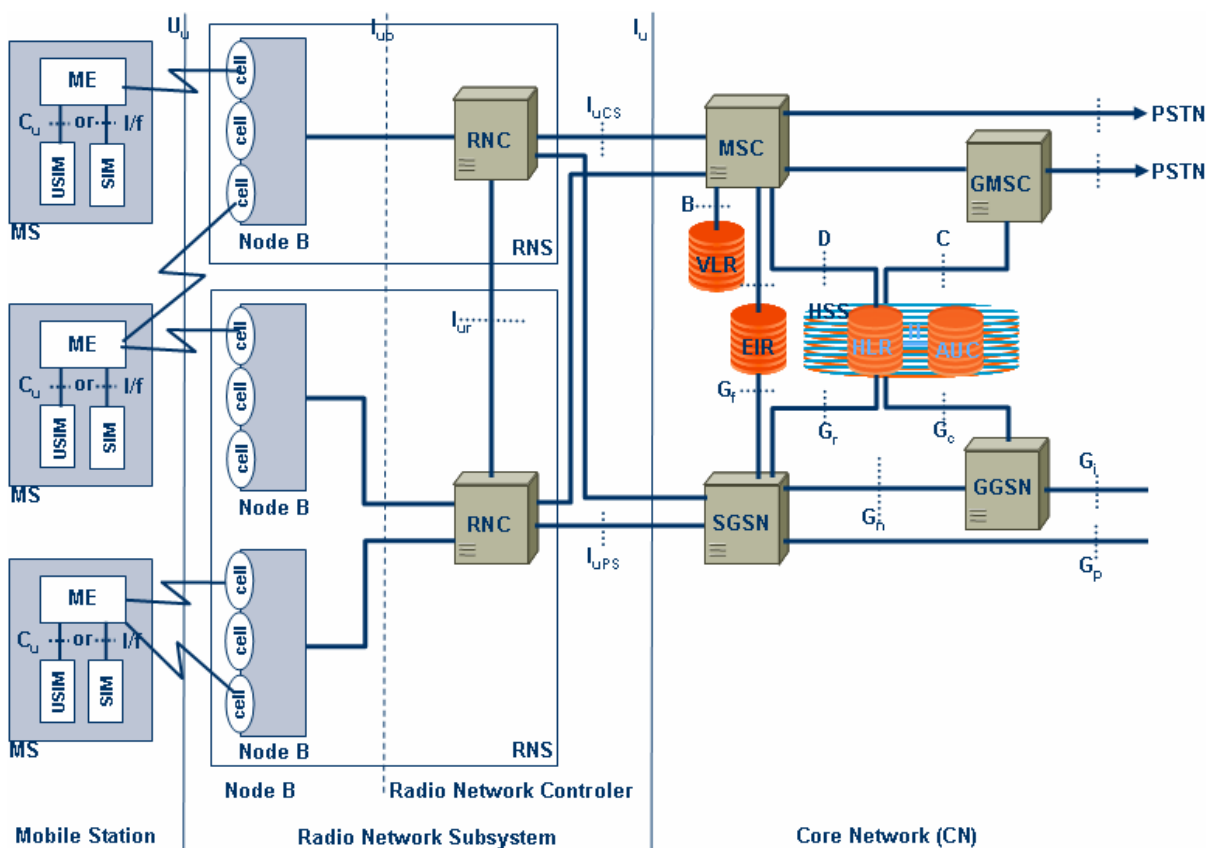 Uu
Iub
Iu
ME
Cu
or
I/f
USIM
SIM
MS
cell
cell
cell
Node B
RNC
RNS
IuCS
MSC
PSTN
PSTN
GMSC
B
VLR
D
C
ME
Cu
or
I/f
USIM
SIM
MS
cell
cell
cell
Node B
Iur
RNC
EIR
HSS
HLR
AUC
Gf
Gr
Gc
SGSN
GGSN
Gn
Gi
Gp
IuPS
ME
Cu
or
I/f
USIM
SIM
MS
cell
cell
cell
Node B
RNS
Node B
Radio Network Controler
Mobile Station
Radio Network Subsystem
Core Network (CN)